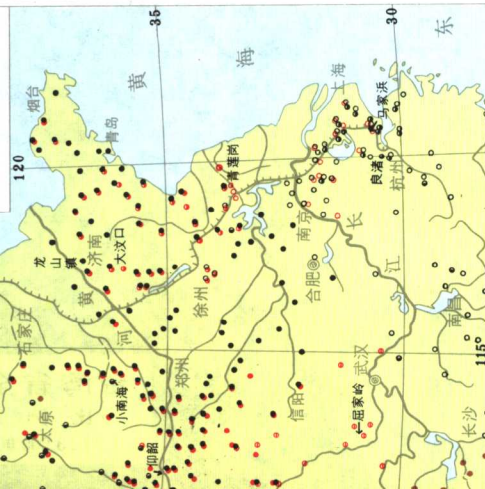 35
30
黄海
东
烟台
青岛
120
上海
马家浜
青莲岗
良渚
杭州
龙山镇
济南
大汶口
南京
长江
黄河
徐州
合肥
南昌
石家庄
郑州
115°
太原
小南海
信阳
武汉
屈家岭
仰韶
长沙